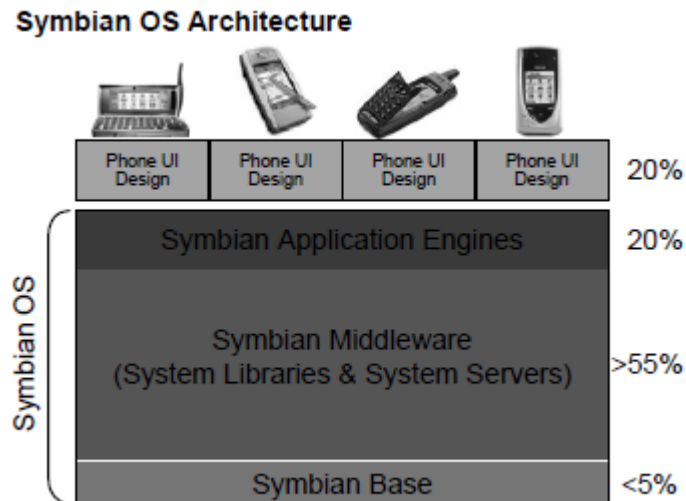 Symbian OS Architecture
Phone UI
Design
Phone UI
Design
Phone UI
Design
Phone UI
Design
20%
Symbian OS
Symbian Application Engines
20%
Symbian Middleware
(System Libraries & System Servers)
>55%
Symbian Base
<5%